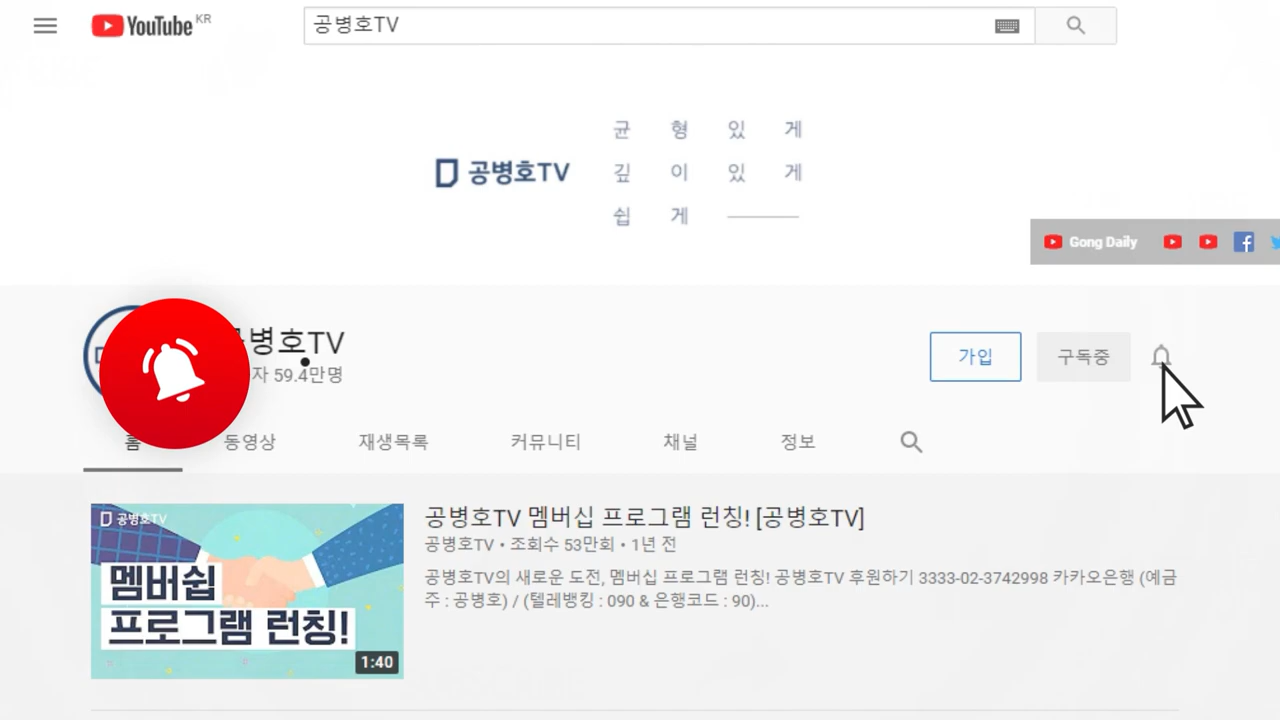 YouTube KR
공병호TV
공병호TV
균 형 있 게
깊 이 있 게
쉽 게
Gong Daily
병호TV
자 59.4만명
가입
구독중
홈 동영상 재생목록 커뮤니티 채널 정보
공병호TV
멤버쉽
프로그램 런칭!
1:40
공병호TV 멤버십 프로그램 런칭! [공병호TV]
공병호TV • 조회수 53만회 • 1년 전
공병호TV의 새로운 도전, 멤버십 프로그램 런칭! 공병호TV 후원하기 3333-02-3742998 카카오은행 (예금
주 : 공병호) / (텔레뱅킹 : 090 & 은행코드 : 90)...